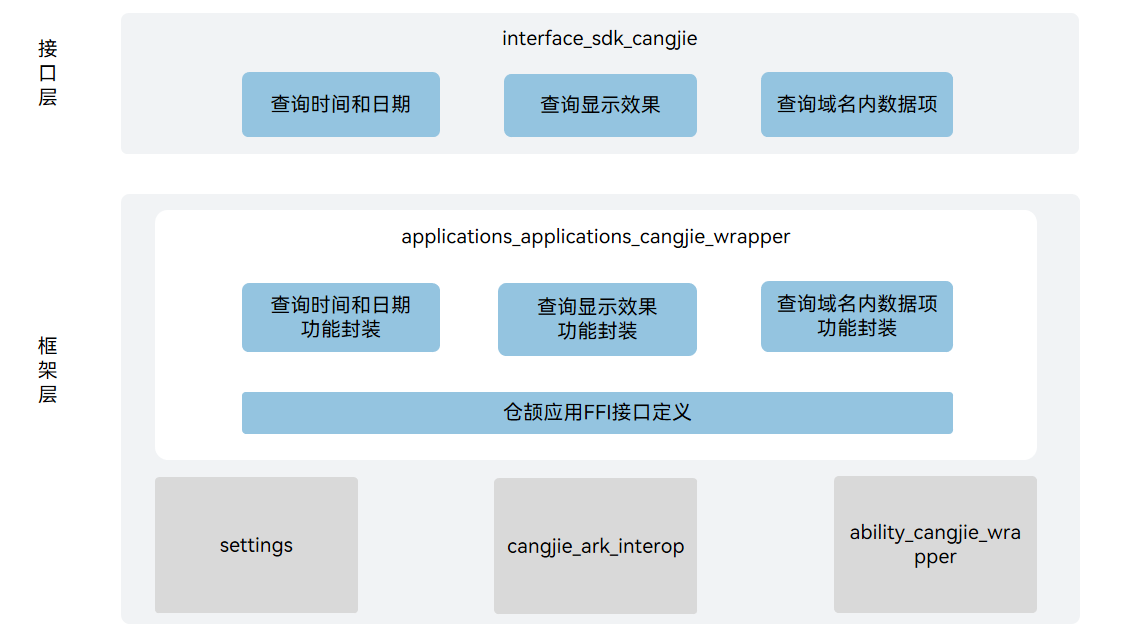 接口层
interface_sdk_cangjie
查询时间和日期
查询显示效果
查询域名内数据项
框架层
applications_applications_cangjie_wrapper
查询时间和日期
功能封装
查询显示效果
功能封装
查询域名内数据项
功能封装
仓颉应用FFI接口定义
settings
cangjie_ark_interop
ability_cangjie_wra
pper